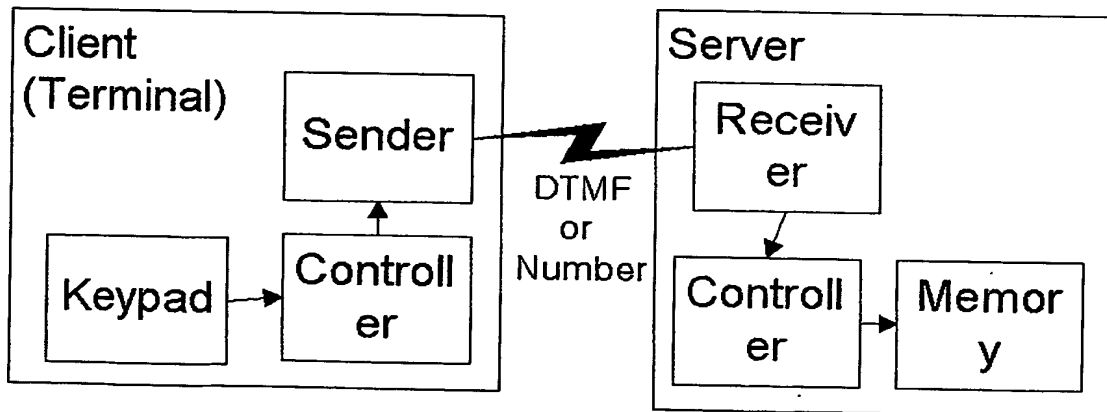 Client
(Terminal)
Sender
Keypad
Controll
er
DTMF
or
Number
Server
Receiv
er
Controll
er
Memor
y